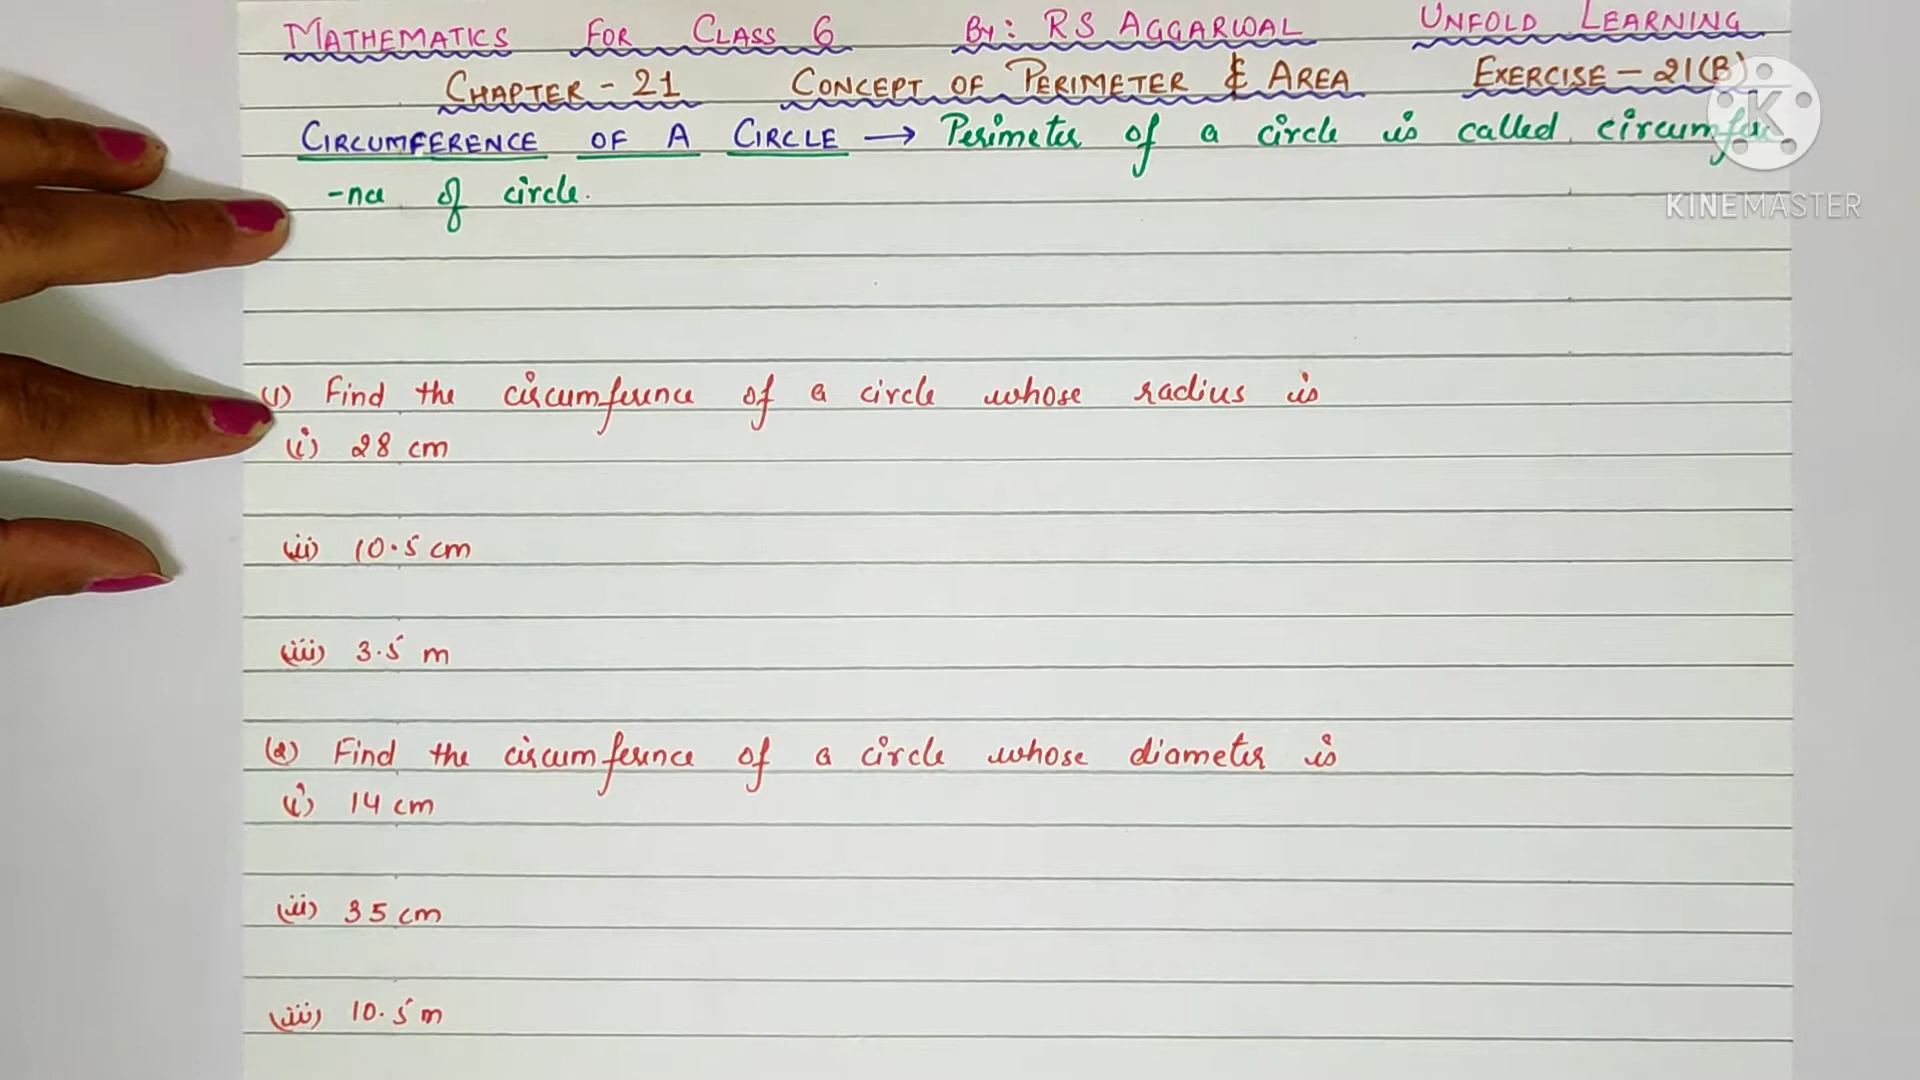 MATHEMATICS FOR CLASS 6 BY: RS AGGARWAL UNFOLD LEARNING
CHAPTER - 21 CONCEPT OF PERIMETER & AREA EXERCISE - 21(B)
CIRCUMFERENCE OF A CIRCLE → Perimeter of a circle is called circumfere
-nce of circle.
KINEMASTER
(1) Find the circumference of a circle whose radius is
(i) 28 cm
(ii) 10.5 cm
(iii) 3.5 m
(2) Find the circumference of a circle whose diameter is
(i) 14 cm
(ii) 35 cm
(iii) 10.5 m